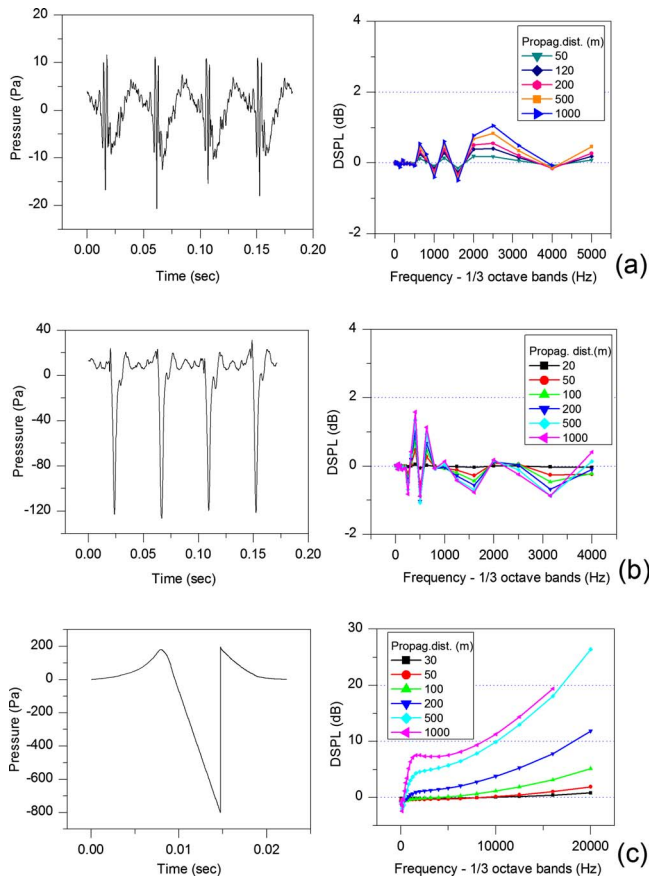 20
10
0
-10
-20
Pressure (Pa)
0.00 0.05 0.10 0.15 0.20
Time (sec)
4
2
0
-2
DSPL (dB)
Propag.dist. (m)
50
120
200
500
1000
0 1000 2000 3000 4000 5000
Frequency - 1/3 octave bands (Hz)
(a)
40
0
-40
-80
-120
Presssure (Pa)
0.00 0.05 0.10 0.15 0.20
Time (sec)
4
2
0
-2
DSPL (dB)
Propag. dist.(m)
20
50
100
200
500
1000
0 1000 2000 3000 4000
Frequency - 1/3 octave bands (Hz)
(b)
200
0
-200
-400
-600
-800
Pressure (Pa)
0.00 0.01 0.02
Time (sec)
30
20
10
0
DSPL (dB)
Propag.dist. (m)
30
50
100
200
500
1000
0 5000 10000 15000 20000
Frequency - 1/3 octave bands (Hz)
(c)